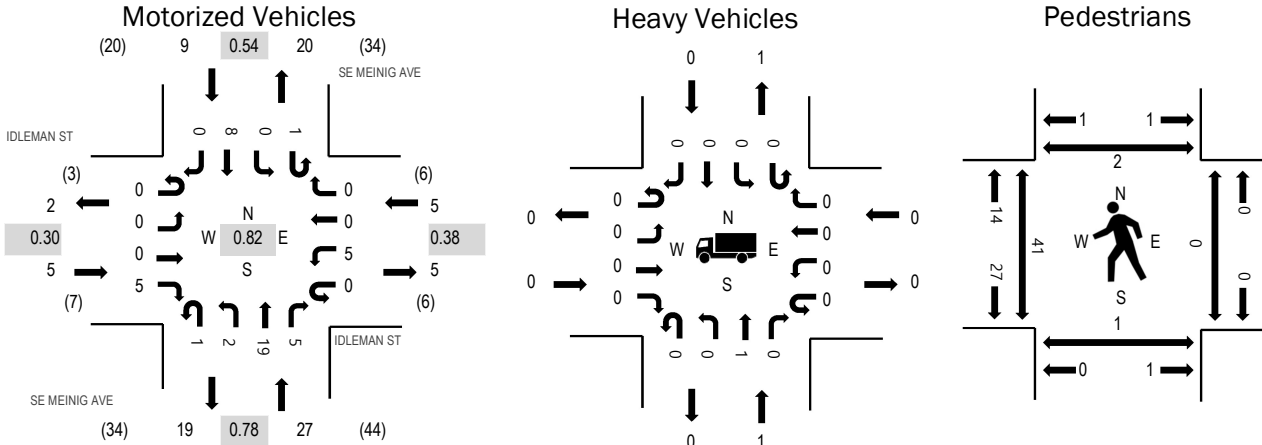 Motorized Vehicles
Heavy Vehicles
Pedestrians
(20) 9 0.54 20 (34)
SE MEINIG AVE
IDLEMAN ST
0 8 0 1
(3)
2
0.30
5
(7)
0
0
0
5
N
W 0.82 E
S
0
0
5
0
(6)
5
0.38
5
(6)
1 2 19 5
IDLEMAN ST
SE MEINIG AVE
(34) 19 0.78 27 (44)
0 1
0 0 0 0
0
0
0
0
0
0
N
W E
S
0
0
0
0
0
0
0 0 1 0
0 1
1 1
2
14
27
41
N
W E
S
0
0
0
1
0 1